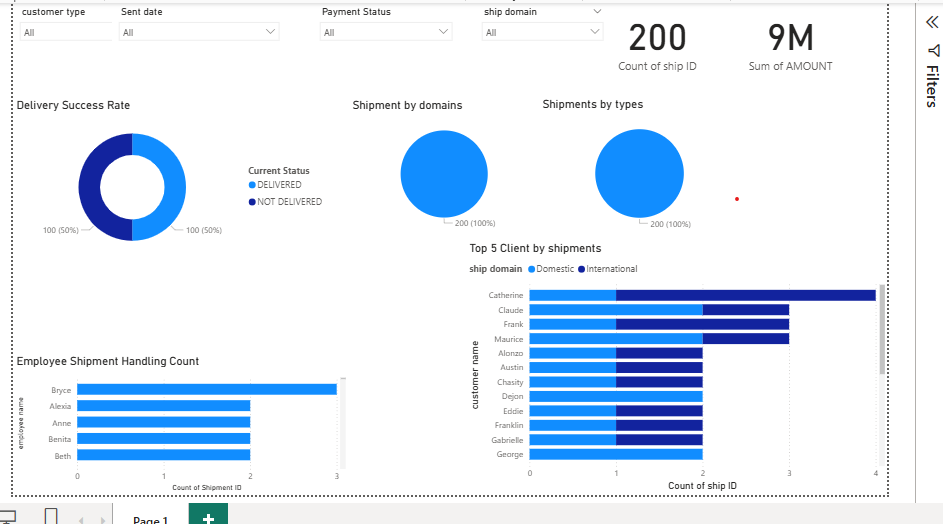 customer type
Sent date
Payment Status
ship domain
All
All
All
All
200
Count of ship ID
9M
Sum of AMOUNT
Filters
Delivery Success Rate
Current Status
DELIVERED
NOT DELIVERED
100 (50%)
100 (50%)
Shipment by domains
200 (100%)
Shipments by types
200 (100%)
Top 5 Client by shipments
ship domain
Domestic
International
customer name
Catherine
Claude
Frank
Maurice
Alonzo
Austin
Chasity
Dejon
Eddie
Franklin
Gabrielle
George
0
1
2
3
4
Count of ship ID
Employee Shipment Handling Count
employee name
Bryce
Alexia
Anne
Benita
Beth
0
1
2
3
Count of Shipment ID
Page 1